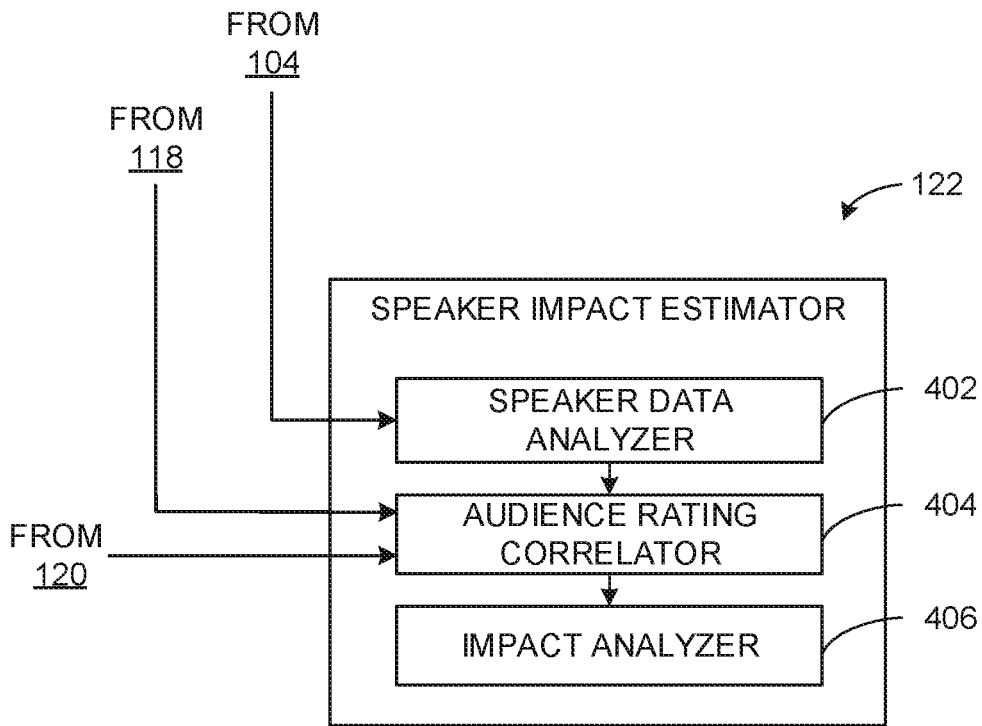 FROM
104
FROM
118
122
SPEAKER IMPACT ESTIMATOR
SPEAKER DATA
ANALYZER
402
AUDIENCE RATING
CORRELATOR
404
FROM
120
IMPACT ANALYZER
406